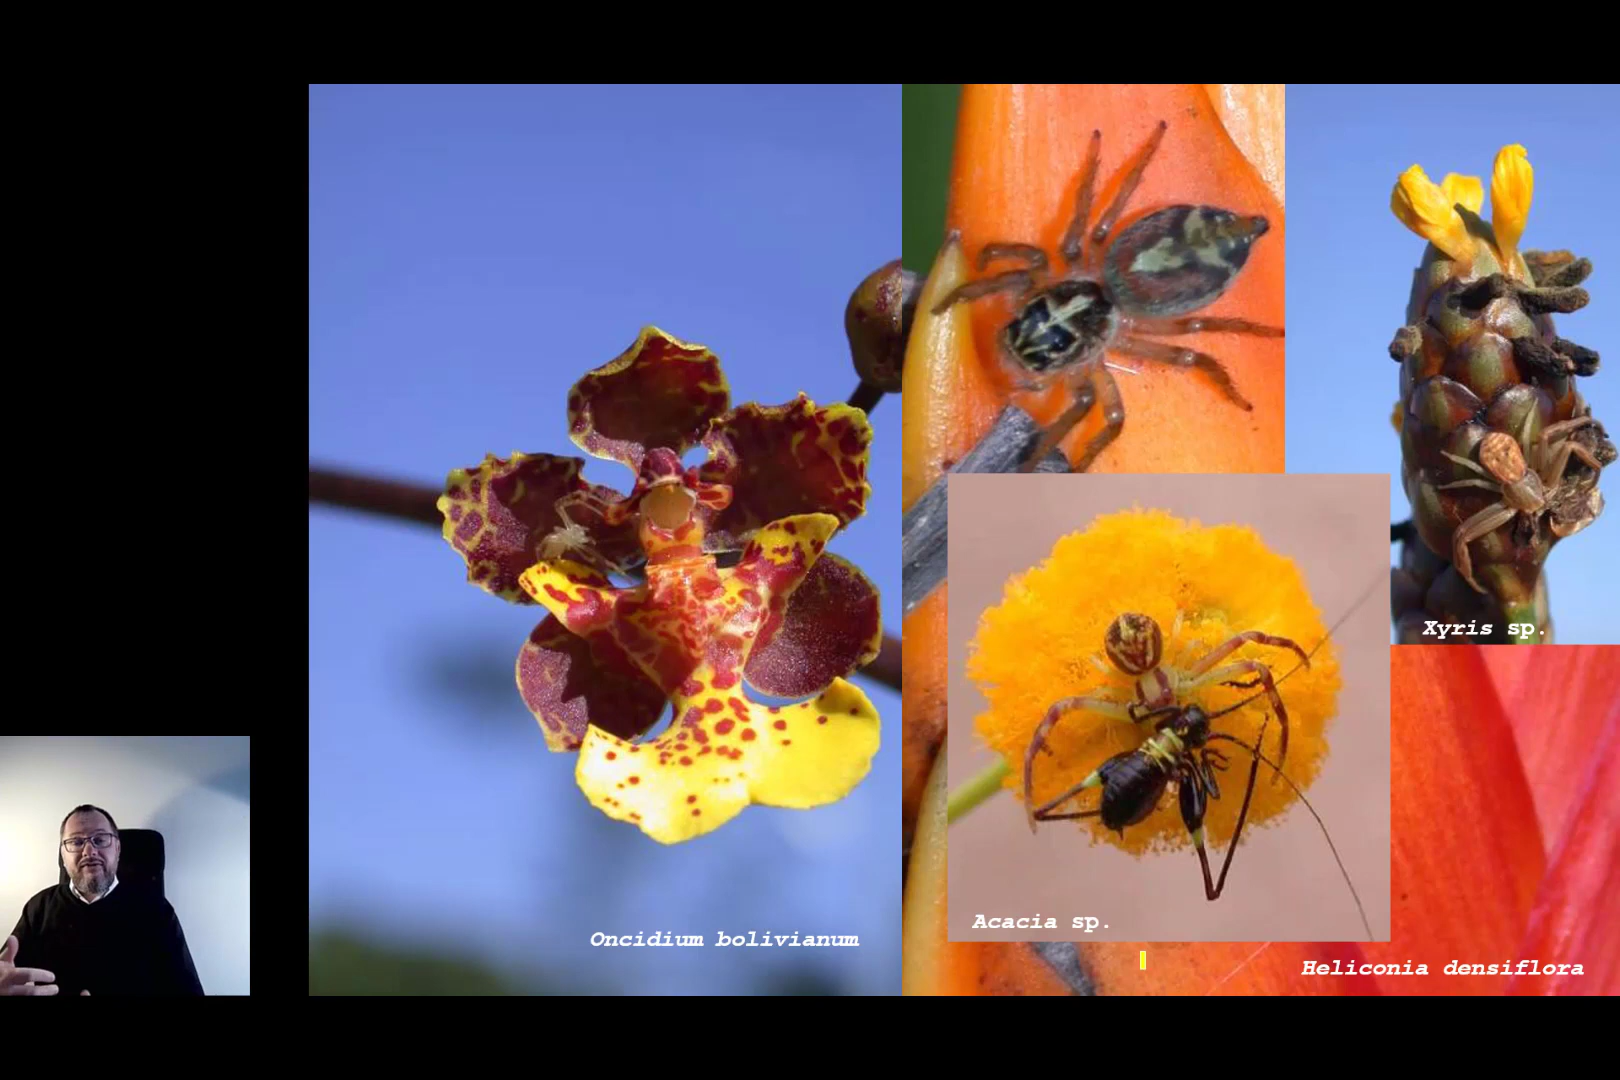 Xyris sp.
Acacia sp.
Oncidium bolivianum
Heliconia densiflora